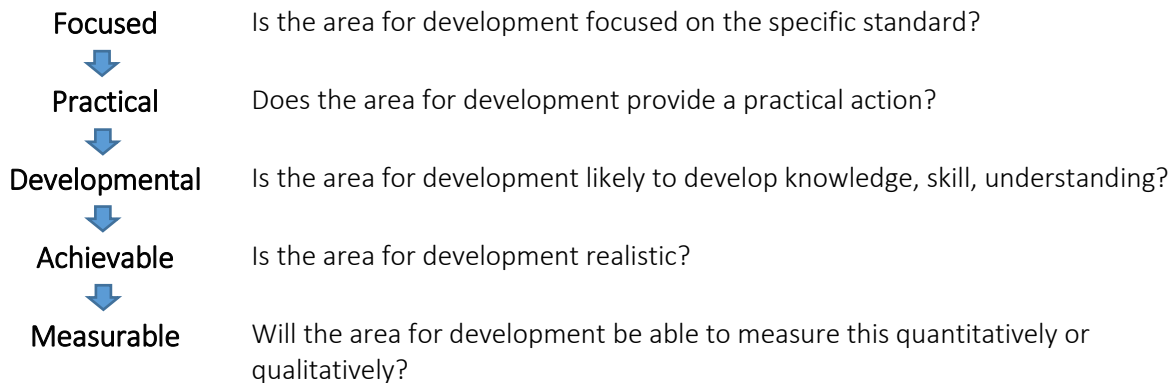 Focused Is the area for development focused on the specific standard?
Practical Does the area for development provide a practical action?
Developmental Is the area for development likely to develop knowledge, skill, understanding?
Achievable Is the area for development realistic?
Measurable Will the area for development be able to measure this quantitatively or
qualitatively?